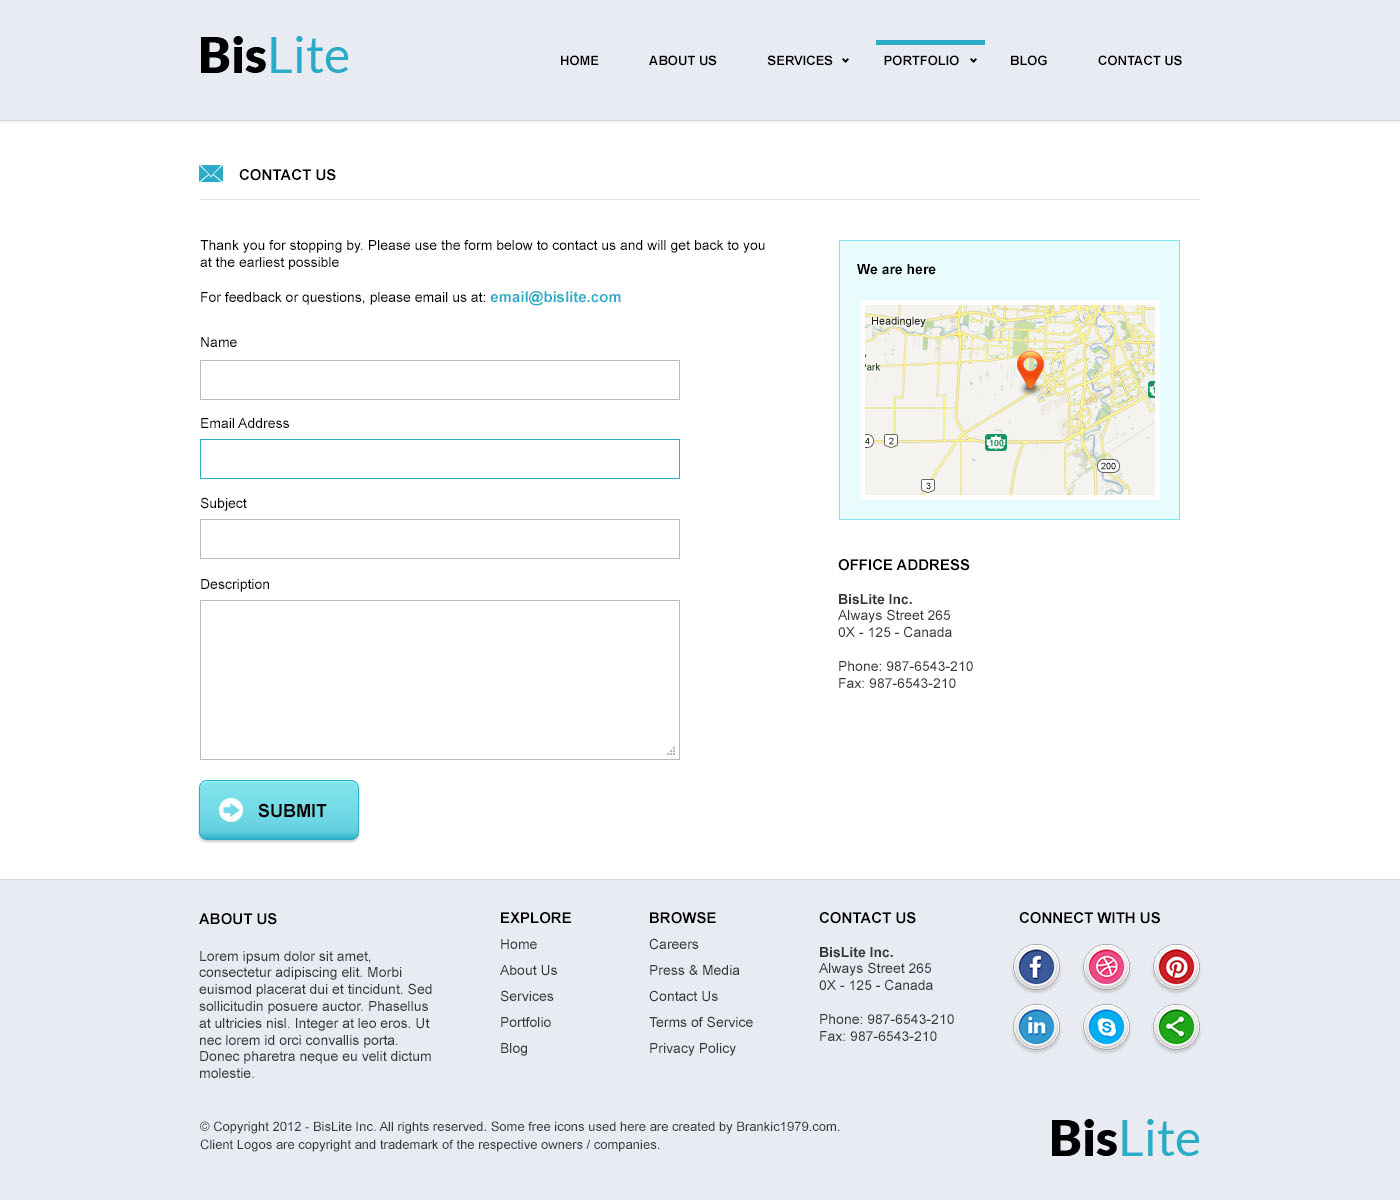 BisLite
HOME ABOUT US SERVICES PORTFOLIO BLOG CONTACT US
CONTACT US
Thank you for stopping by. Please use the form below to contact us and will get back to you
at the earliest possible
For feedback or questions, please email us at: email@bislite.com
Name
Email Address
Subject
Description
SUBMIT
We are here
Headingley
Park
4
2
100
200
3
OFFICE ADDRESS
BisLite Inc.
Always Street 265
0X - 125 - Canada
Phone: 987-6543-210
Fax: 987-6543-210
ABOUT US
Lorem ipsum dolor sit amet,
consectetur adipiscing elit. Morbi
euismod placerat dui et tincidunt. Sed
sollicitudin posuere auctor. Phasellus
at ultricies nisl. Integer at leo eros. Ut
nec lorem id orci convallis porta.
Donec pharetra neque eu velit dictum
molestie.
EXPLORE
Home
About Us
Services
Portfolio
Blog
BROWSE
Careers
Press & Media
Contact Us
Terms of Service
Privacy Policy
CONTACT US
BisLite Inc.
Always Street 265
0X - 125 - Canada
Phone: 987-6543-210
Fax: 987-6543-210
CONNECT WITH US
f
in
S
© Copyright 2012 - BisLite Inc. All rights reserved. Some free icons used here are created by Brankic1979.com.
Client Logos are copyright and trademark of the respective owners / companies.
BisLite